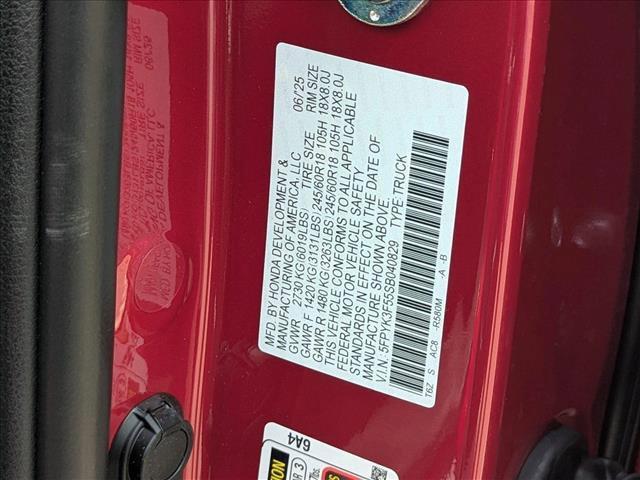 MFD BY HONDA DEVELOPMENT &
MANUFACTURING OF AMERICA, LLC 06/25
GVWR 2730 KG(6019LBS) TIRE SIZE RIM SIZE
GAWR F 1420 KG(3131LBS) 245/60R18 105H 18X8.0J
GAWR R 1480 KG(3263LBS) 245/60R18 105H 18X8.0J
THIS VEHICLE CONFORMS TO ALL APPLICABLE
FEDERAL MOTOR VEHICLE SAFETY
STANDARDS IN EFFECT ON THE DATE OF
MANUFACTURE SHOWN ABOVE.
V.I.N. 5FPYK3F55SB040829 TYPE:TRUCK
T6Z S AC8 -R580M -A -B
6A4